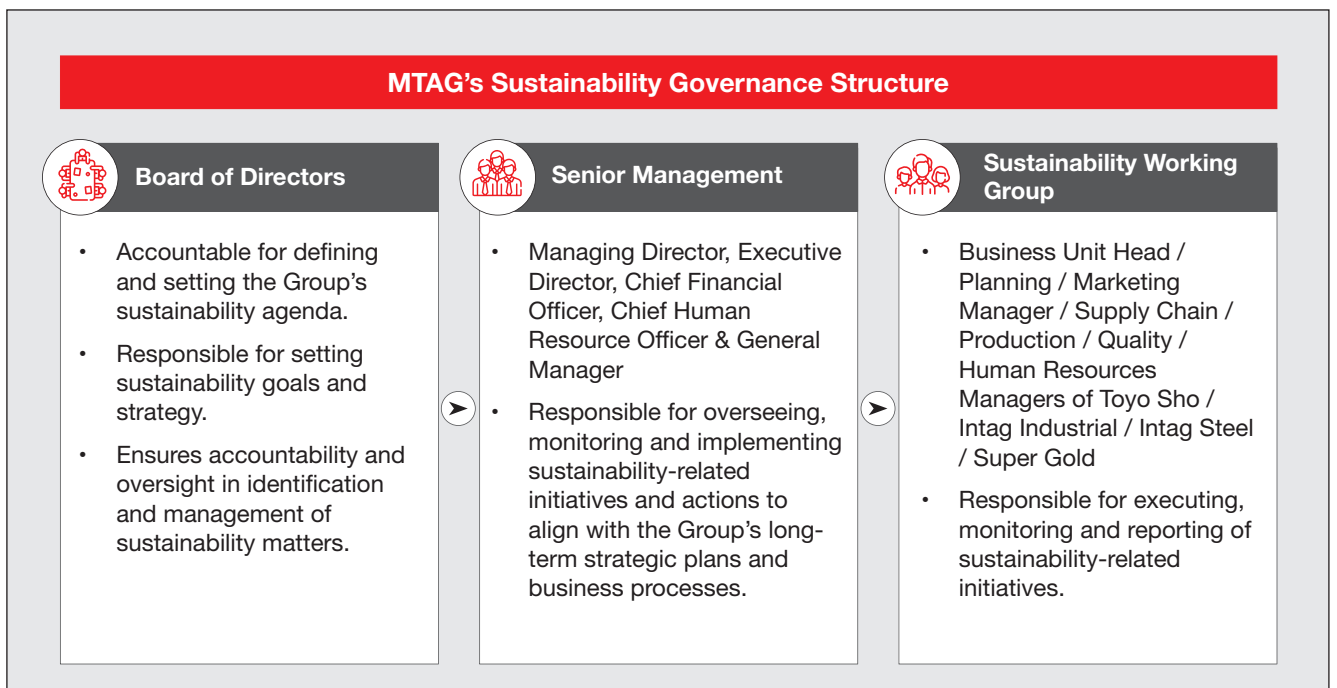 MTAG’s Sustainability Governance Structure
Board of Directors
• Accountable for defining
and setting the Group’s
sustainability agenda.
• Responsible for setting
sustainability goals and
strategy.
• Ensures accountability and
oversight in identification
and management of
sustainability matters.
Senior Management
• Managing Director, Executive
Director, Chief Financial
Officer, Chief Human
Resource Officer & General
Manager
• Responsible for overseeing,
monitoring and implementing
sustainability-related
initiatives and actions to
align with the Group’s long-
term strategic plans and
business processes.
Sustainability Working
Group
• Business Unit Head /
Planning / Marketing
Manager / Supply Chain /
Production / Quality /
Human Resources
Managers of Toyo Sho /
Intag Industrial / Intag Steel
/ Super Gold
• Responsible for executing,
monitoring and reporting of
sustainability-related
initiatives.